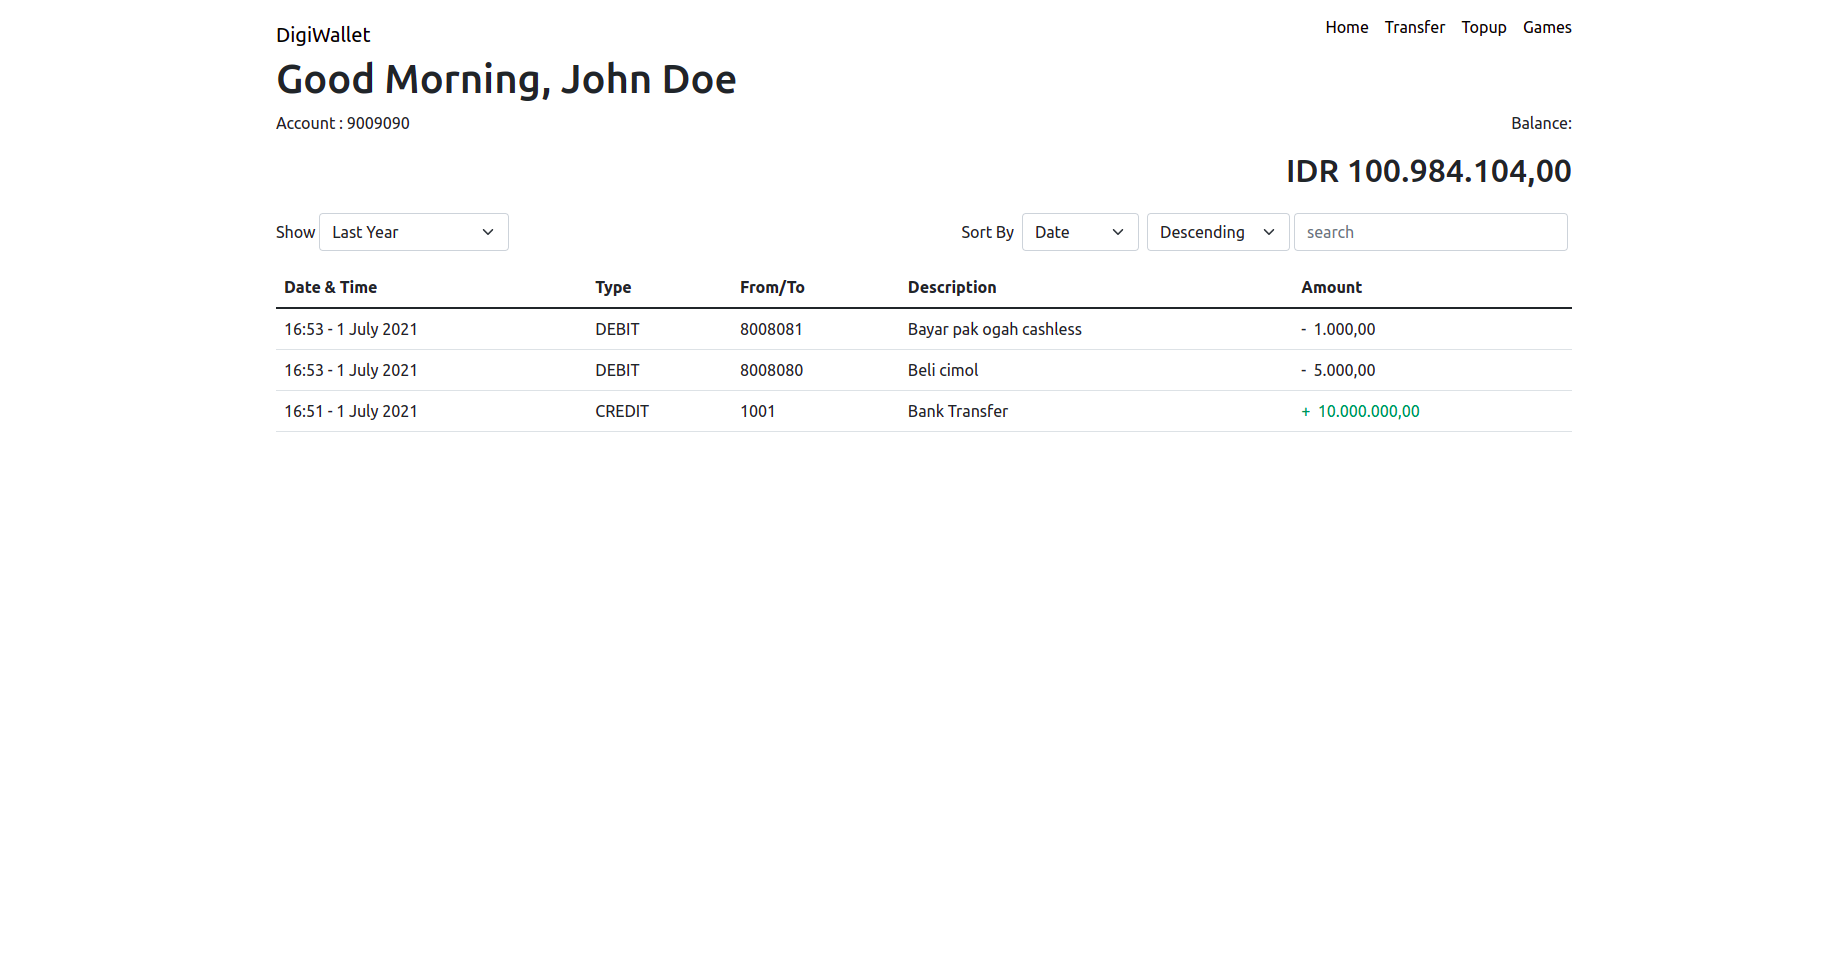 DigiWallet
Home Transfer Topup Games
Good Morning, John Doe
Account : 9009090
Balance:
IDR 100.984.104,00
Show Last Year Sort By Date Descending search
Date & Time Type From/To Description Amount
16:53 - 1 July 2021 DEBIT 8008081 Bayar pak ogah cashless - 1.000,00
16:53 - 1 July 2021 DEBIT 8008080 Beli cimol - 5.000,00
16:51 - 1 July 2021 CREDIT 1001 Bank Transfer + 10.000.000,00